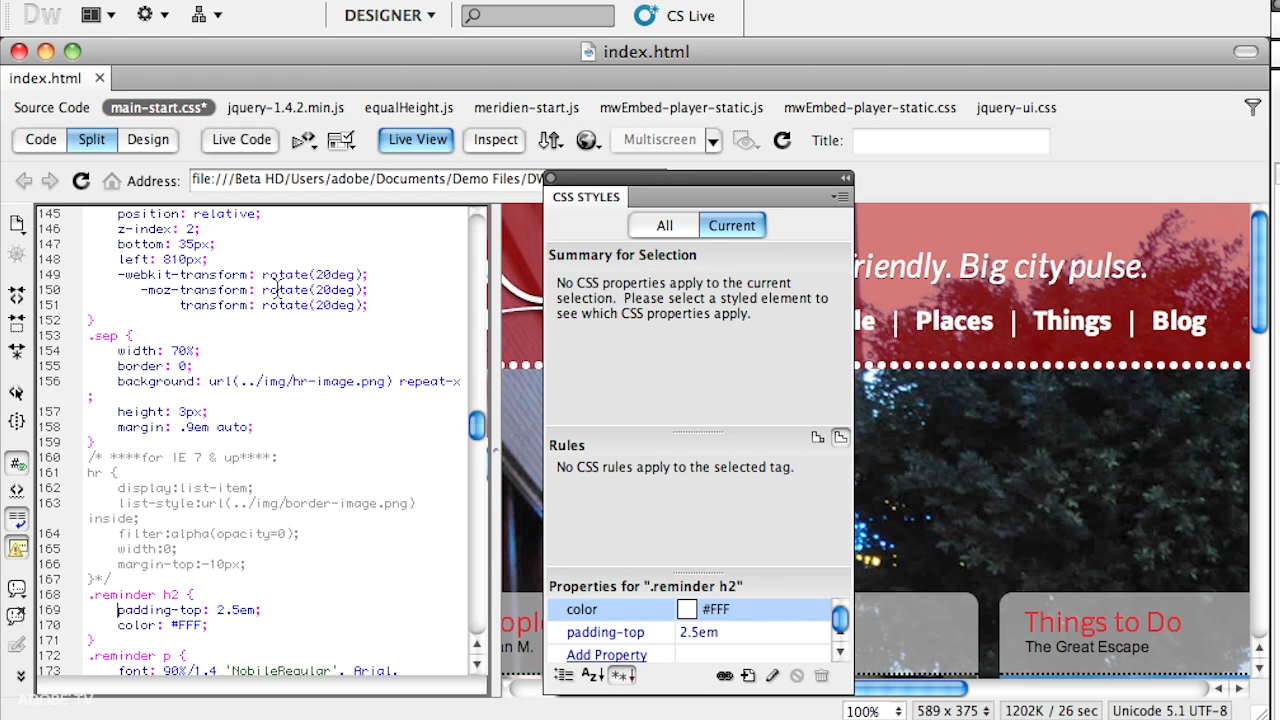 Dw
DESIGNER
CS Live
index.html
index.html
Source Code main-start.css* jquery-1.4.2.min.js equalHeight.js meridien-start.js mwEmbed-player-static.js mwEmbed-player-static.css jquery-ui.css
Code Split Design Live Code Live View Inspect Multiscreen Title:
Address: file:///Beta HD/Users/adobe/Documents/Demo Files/DW
145 position: relative;
146 z-index: 2;
147 bottom: 35px;
148 left: 810px;
149 -webkit-transform: rotate(20deg);
150 -moz-transform: rotate(20deg);
151 transform: rotate(20deg);
152 }
153 .sep {
154 width: 70%;
155 border: 0;
156 background: url(../img/hr-image.png) repeat-x
;
157 height: 3px;
158 margin: .9em auto;
159 }
160 /* ****for IE 7 & up****:
161 hr {
162 display:list-item;
163 list-style:url(../img/border-image.png)
inside;
164 filter:alpha(opacity=0);
165 width:0;
166 margin-top:-10px;
167 }*/
168 .reminder h2 {
169 padding-top: 2.5em;
170 color: #FFF;
171 }
172 .reminder p {
173 font: 90%/1.4 'NobileRegular', Arial,
CSS STYLES
All Current
Summary for Selection
No CSS properties apply to the current
selection. Please select a styled element to
see which CSS properties apply.
Rules
No CSS rules apply to the selected tag.
Properties for ".reminder h2"
color #FFF
padding-top 2.5em
Add Property
riendly. Big city pulse.
le | Places | Things | Blog
ople
an M.
Things to Do
The Great Escape
ADOBE TV
100% 589 x 375 1202K / 26 sec Unicode 5.1 UTF-8